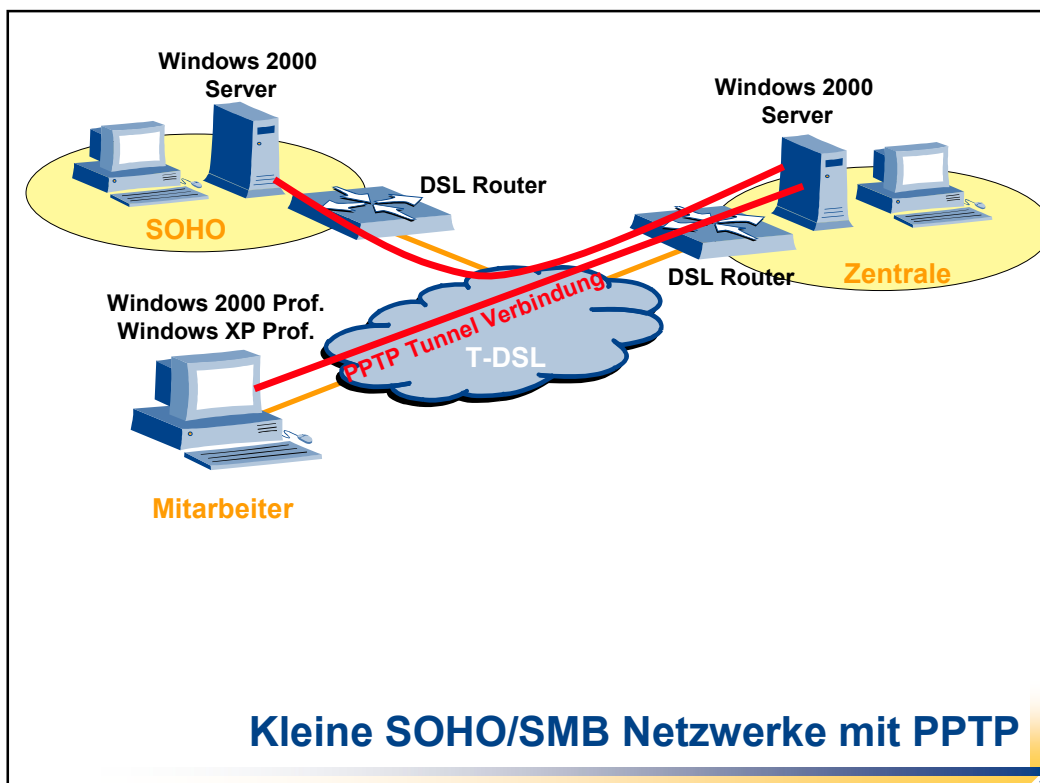 Windows 2000
Server
Windows 2000
Server
DSL Router
SOHO
DSL Router
Zentrale
Windows 2000 Prof.
Windows XP Prof.
PPTP Tunnel Verbindung
T-DSL
Mitarbeiter
Kleine SOHO/SMB Netzwerke mit PPTP